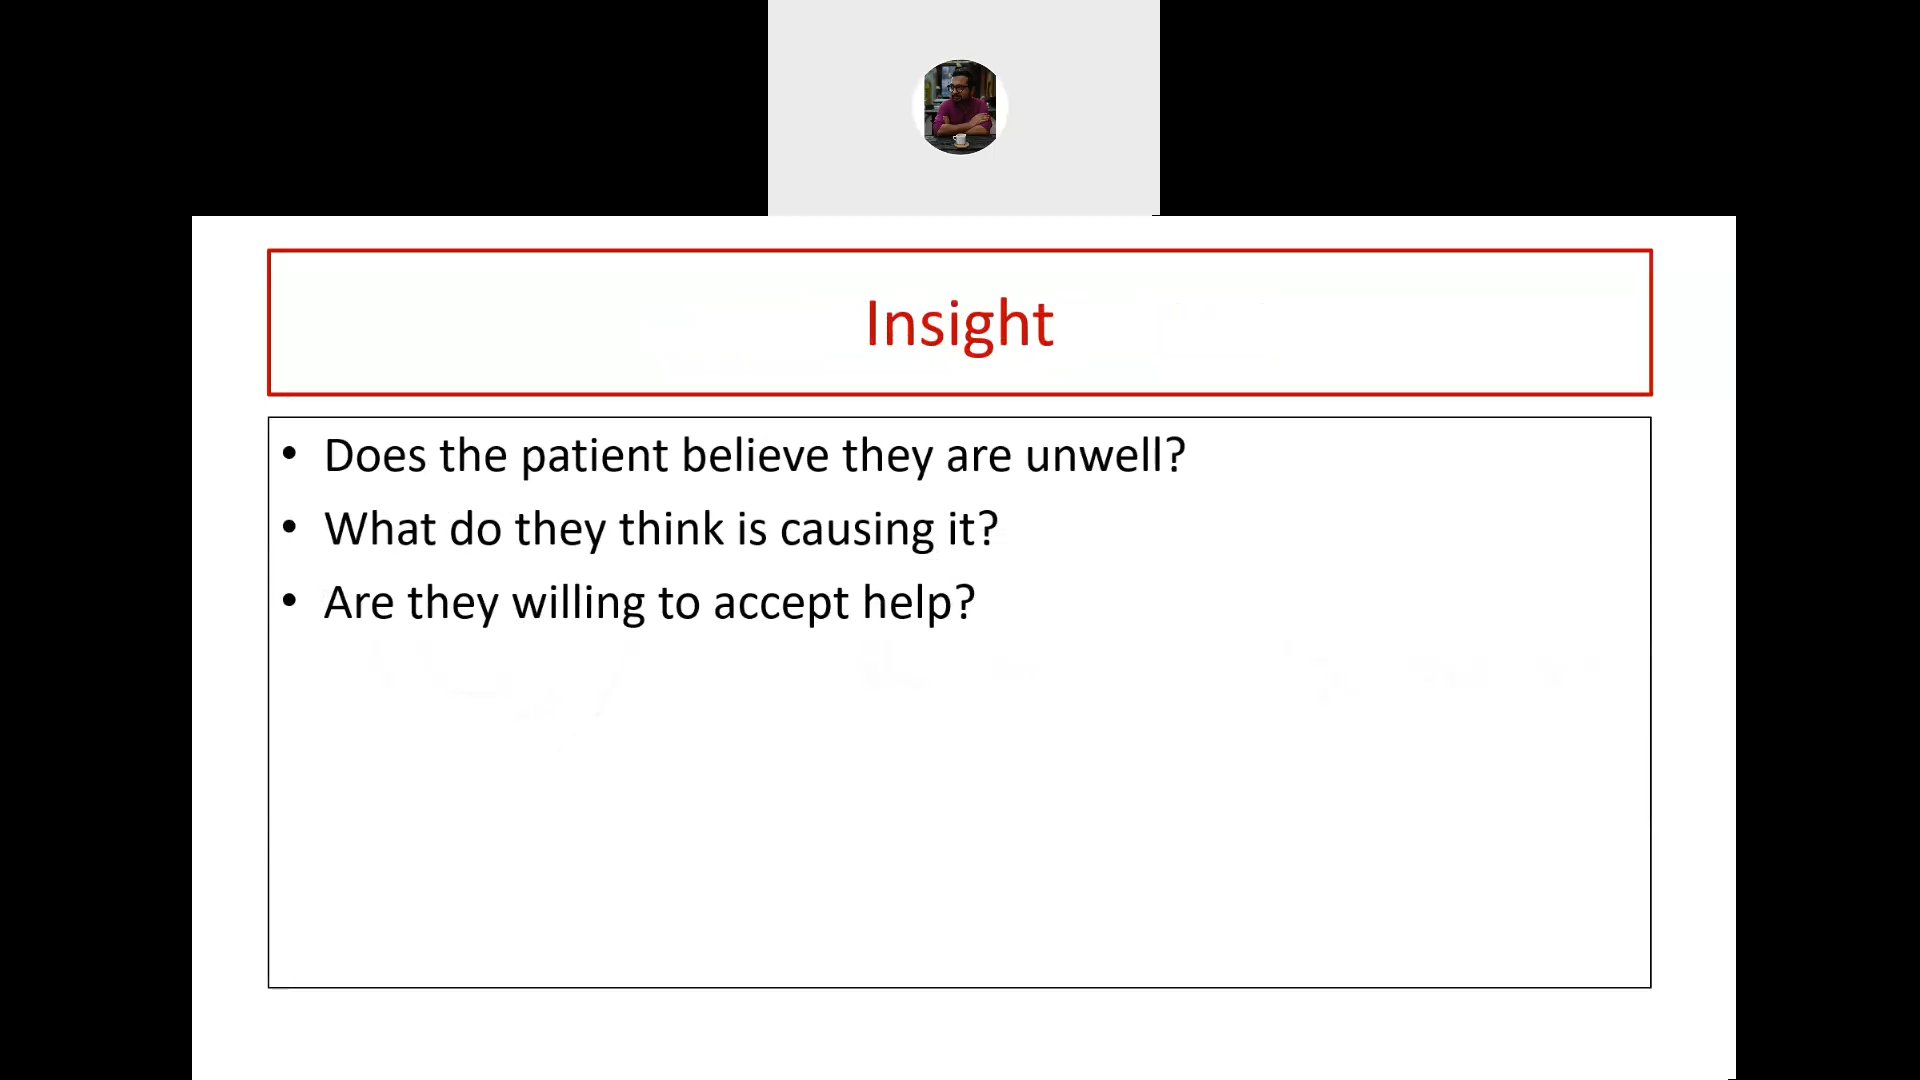 Insight
• Does the patient believe they are unwell?
• What do they think is causing it?
• Are they willing to accept help?